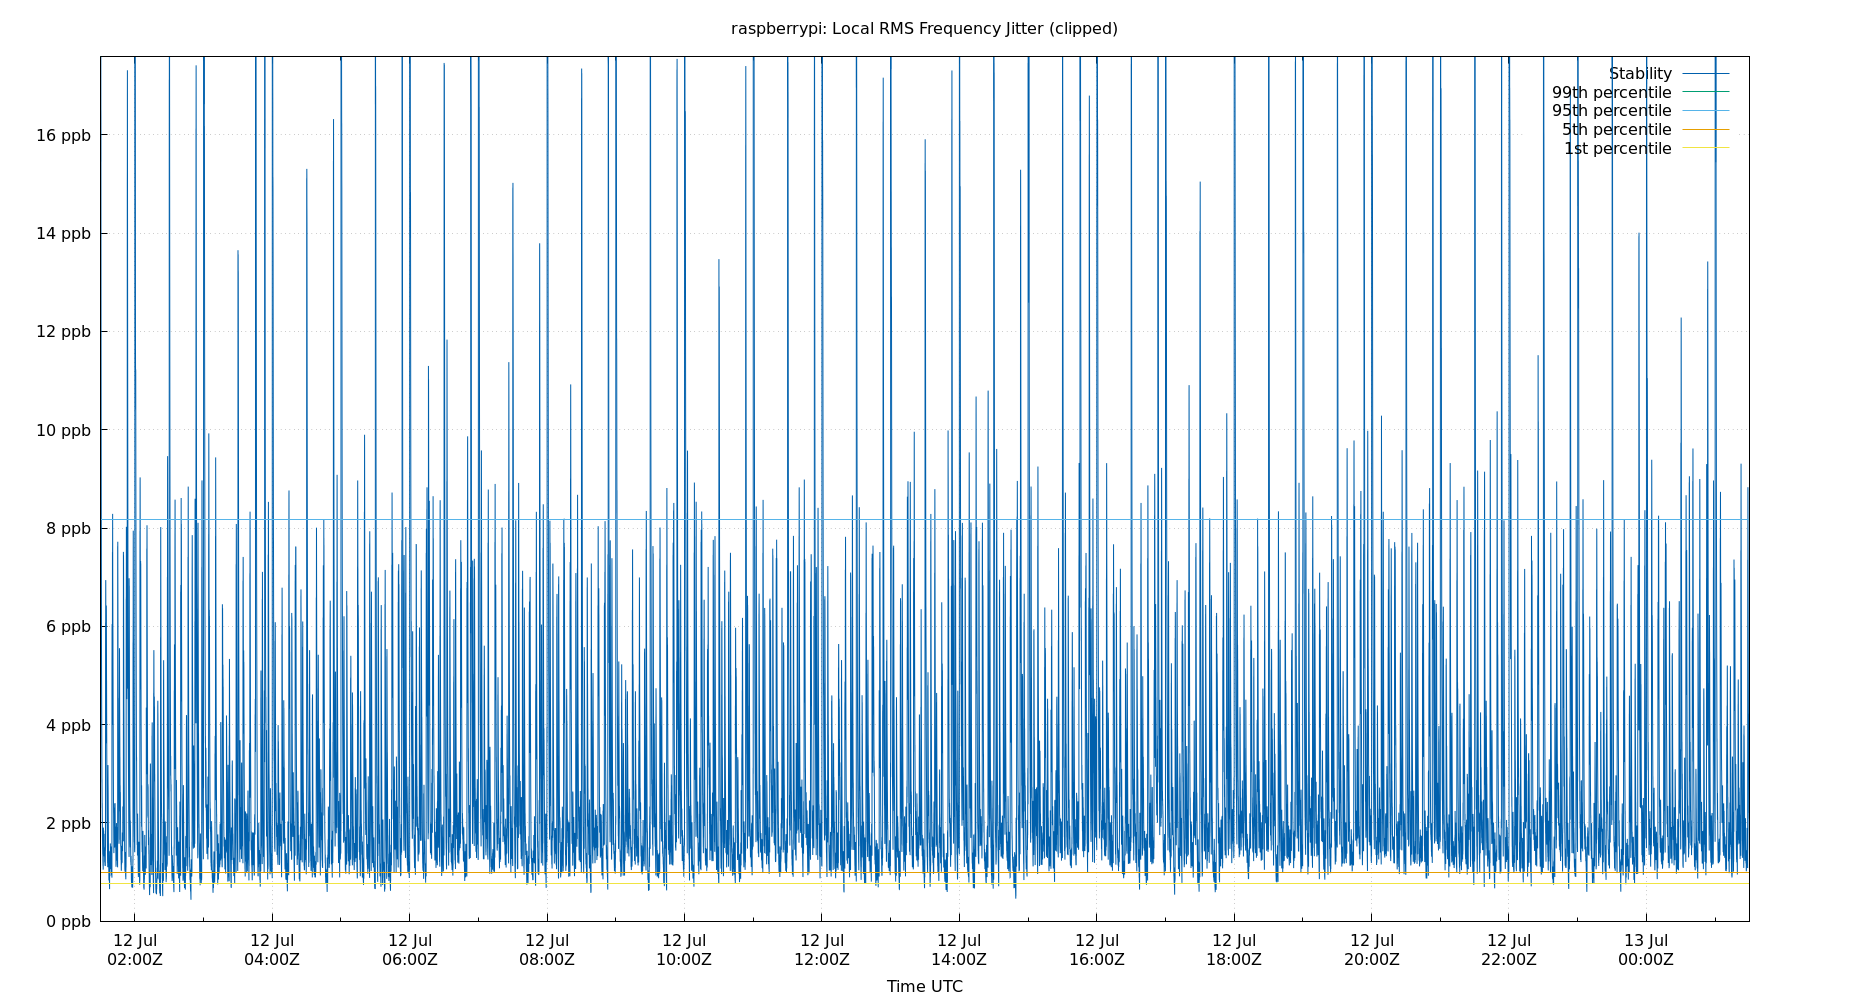 raspberrypi: Local RMS Frequency Jitter (clipped)
Stability
99th percentile
95th percentile
5th percentile
1st percentile
16 ppb
14 ppb
12 ppb
10 ppb
8 ppb
6 ppb
4 ppb
2 ppb
0 ppb
12 Jul 12 Jul 12 Jul 12 Jul 12 Jul 12 Jul 12 Jul 12 Jul 12 Jul 12 Jul 12 Jul 13 Jul
02:00Z 04:00Z 06:00Z 08:00Z 10:00Z 12:00Z 14:00Z 16:00Z 18:00Z 20:00Z 22:00Z 00:00Z
Time UTC